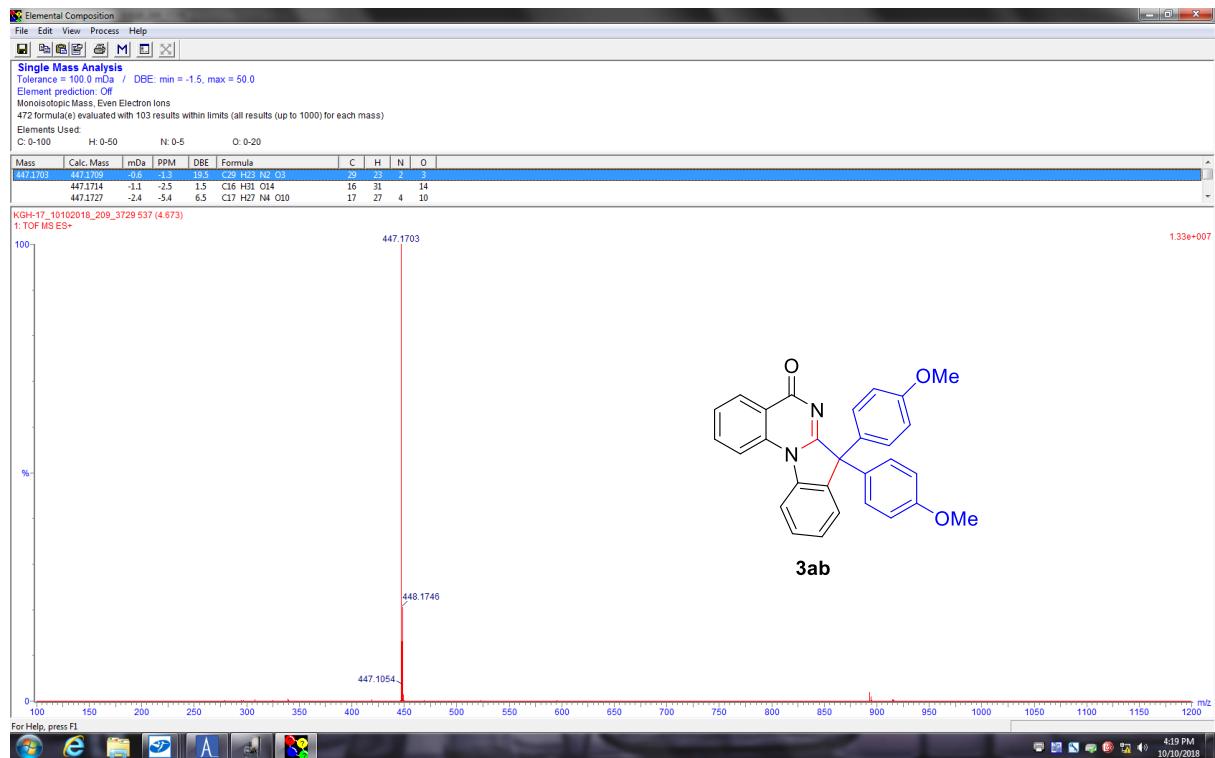 Elemental Composition
File Edit View Process Help
Single Mass Analysis
Tolerance = 100.0 mDa / DBE: min = -1.5, max = 50.0
Element prediction: Off
Monoisotopic Mass, Even Electron Ions
472 formula(e) evaluated with 103 results within limits (all results (up to 1000) for each mass)
Elements Used:
C: 0-100 H: 0-50 N: 0-5 O: 0-20
Mass Calc. Mass mDa PPM DBE Formula C H N O
447.1703 447.1709 -0.6 -1.3 19.5 C29 H23 N2 O3 29 23 2 3
447.1714 -1.1 -2.5 1.5 C16 H31 O14 16 31 14
447.1727 -2.4 -5.4 6.5 C17 H27 N4 O10 17 27 4 10
KGH-17_10102018_209_3729 537 (4.673)
1: TOF MS ES+
1.33e+007
100
447.1703
O
OMe
N
N
%
OMe
3ab
448.1746
447.1054
0
100 150 200 250 300 350 400 450 500 550 600 650 700 750 800 850 900 950 1000 1050 1100 1150 1200
m/z
For Help, press F1
4:19 PM
10/10/2018